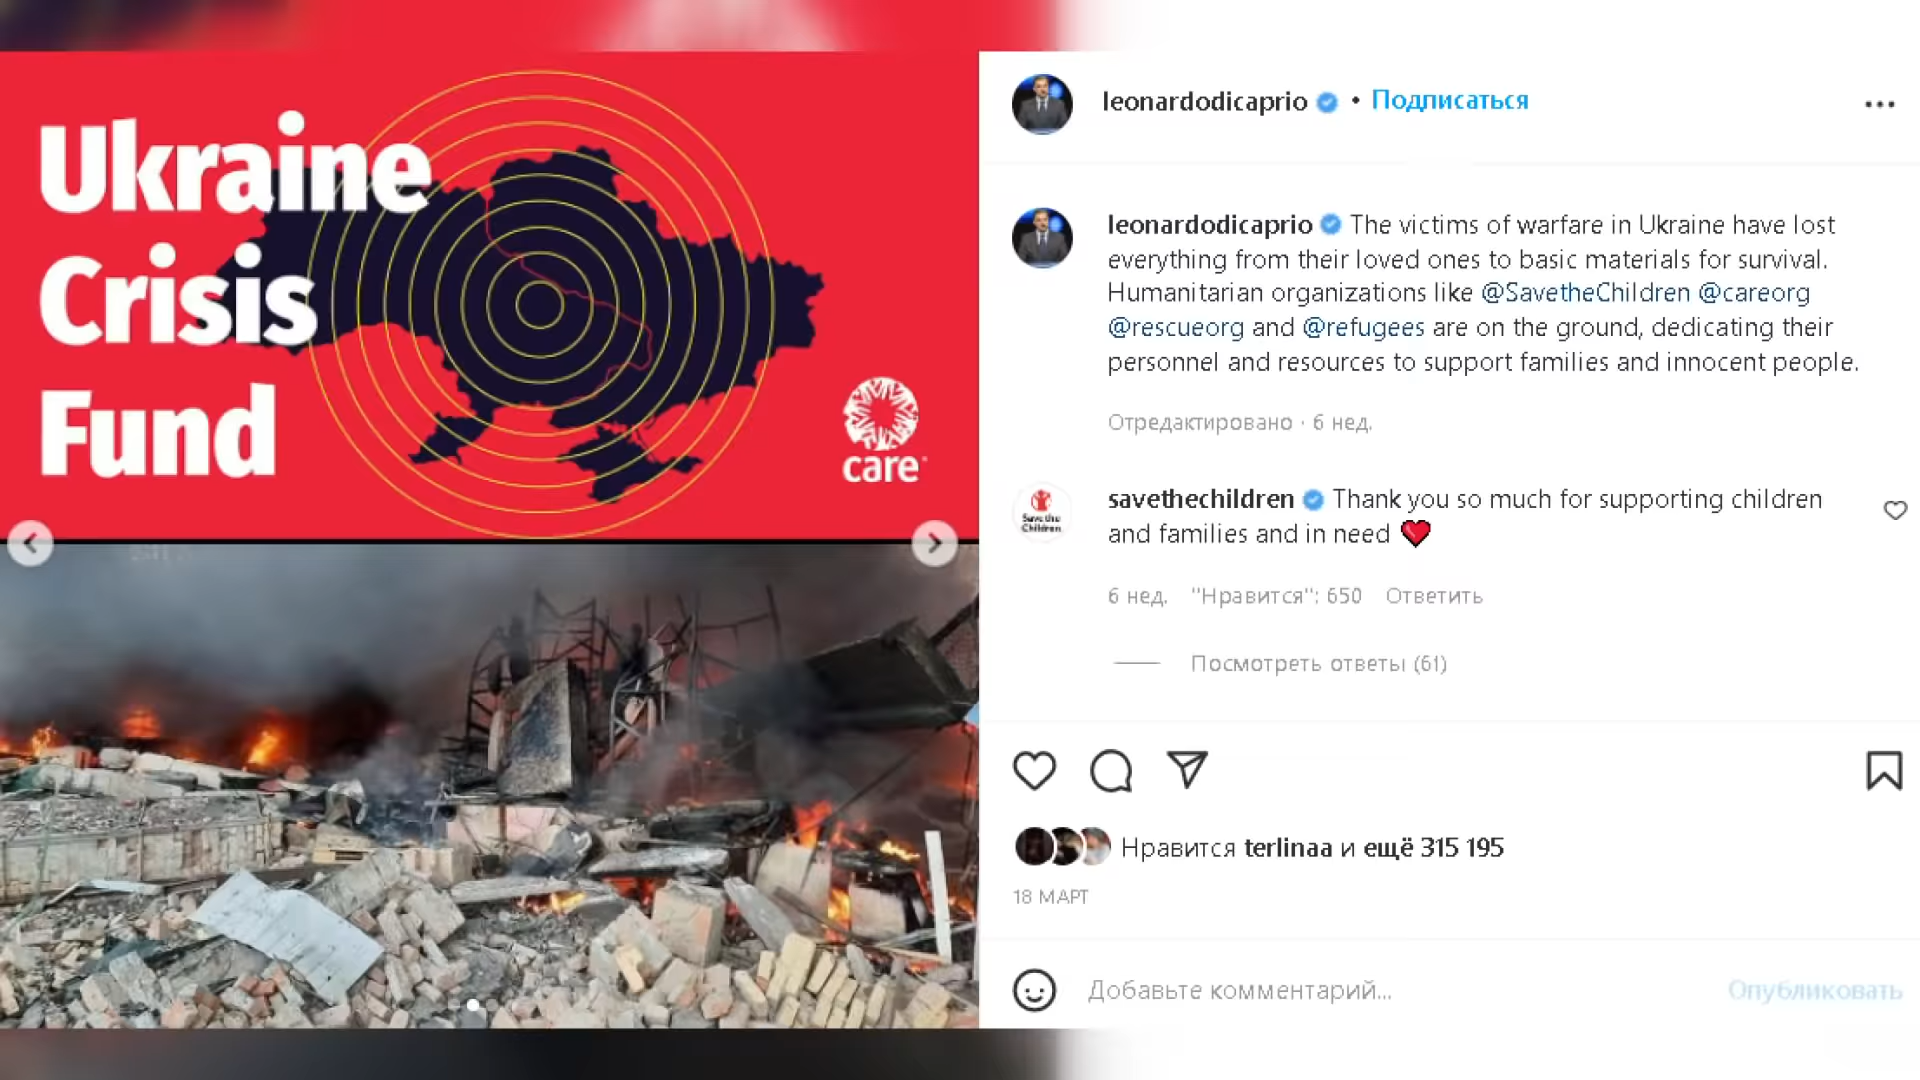 Ukraine
Crisis
Fund
care
leonardodicaprio • Подписаться
leonardodicaprio The victims of warfare in Ukraine have lost
everything from their loved ones to basic materials for survival.
Humanitarian organizations like @SavetheChildren @careorg
@rescueorg and @refugees are on the ground, dedicating their
personnel and resources to support families and innocent people.
Отредактировано · 6 нед.
Save the
Children
savethechildren Thank you so much for supporting children
and families and in need ❤️
6 нед. "Нравится": 650 Ответить
Посмотреть ответы (61)
Нравится terlinaa и ещё 315 195
18 МАРТ
Добавьте комментарий...
Опубликовать